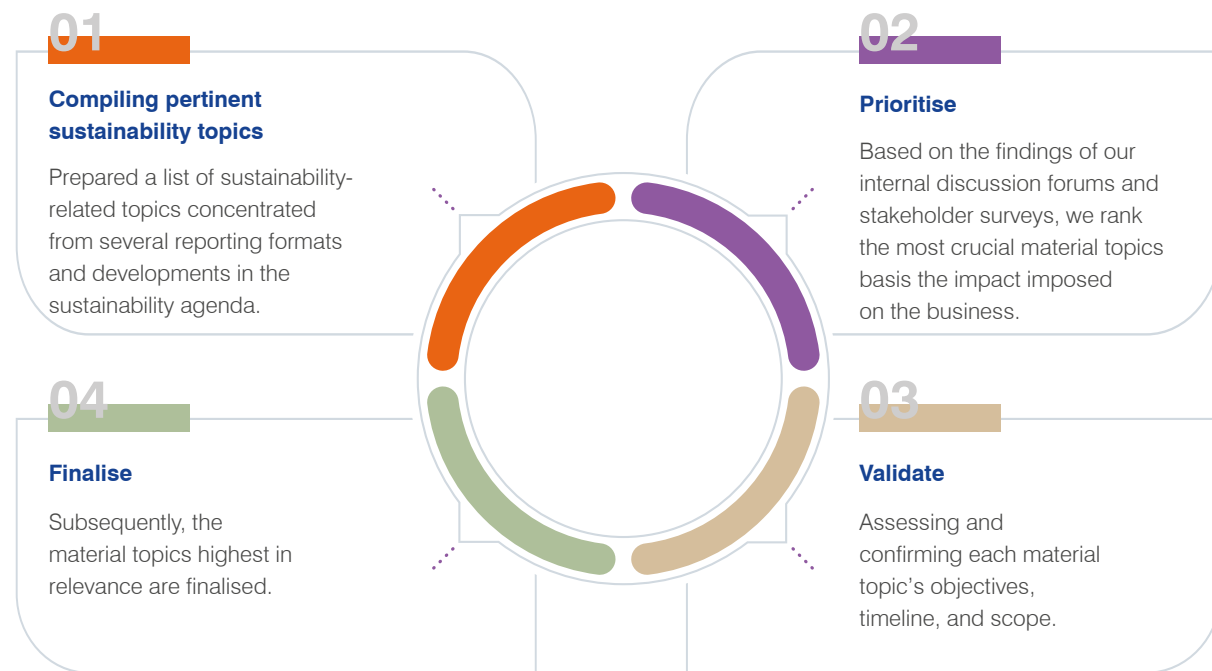 01
Compiling pertinent
sustainability topics
Prepared a list of sustainability-
related topics concentrated
from several reporting formats
and developments in the
sustainability agenda.
02
Prioritise
Based on the findings of our
internal discussion forums and
stakeholder surveys, we rank
the most crucial material topics
basis the impact imposed
on the business.
03
Validate
Assessing and
confirming each material
topic's objectives,
timeline, and scope.
04
Finalise
Subsequently, the
material topics highest in
relevance are finalised.